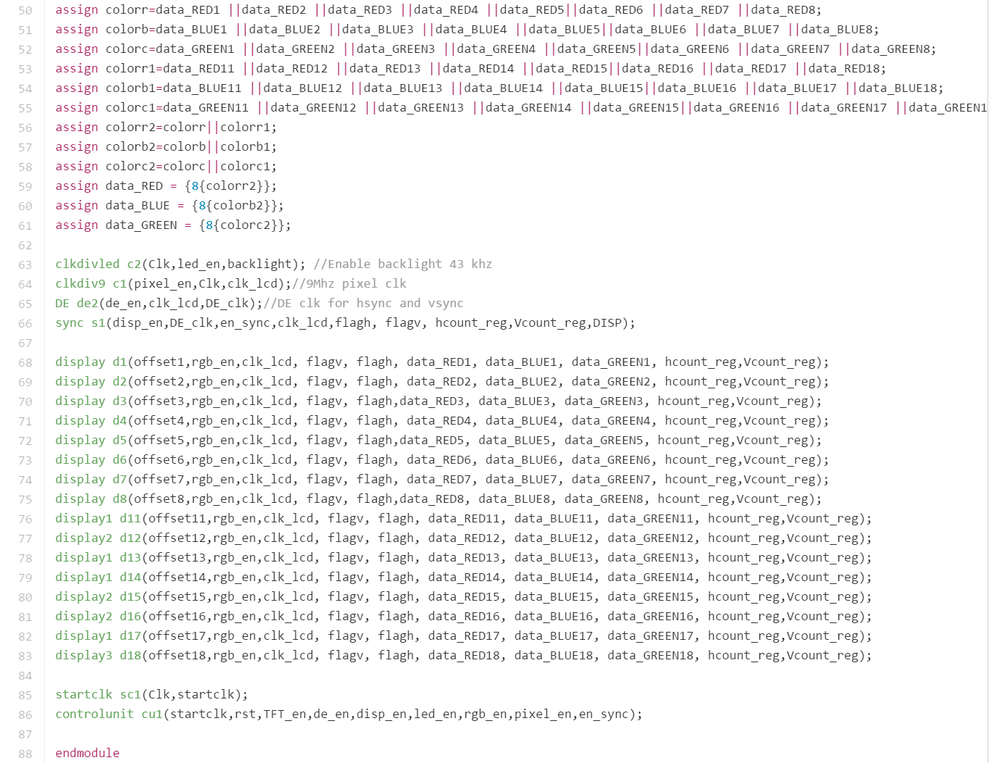 50 assign colorr=data_RED1 ||data_RED2 ||data_RED3 ||data_RED4 ||data_RED5||data_RED6 ||data_RED7 ||data_RED8;
51 assign colorb=data_BLUE1 ||data_BLUE2 ||data_BLUE3 ||data_BLUE4 ||data_BLUE5||data_BLUE6 ||data_BLUE7 ||data_BLUE8;
52 assign colorc=data_GREEN1 ||data_GREEN2 ||data_GREEN3 ||data_GREEN4 ||data_GREEN5||data_GREEN6 ||data_GREEN7 ||data_GREEN8;
53 assign colorr1=data_RED11 ||data_RED12 ||data_RED13 ||data_RED14 ||data_RED15||data_RED16 ||data_RED17 ||data_RED18;
54 assign colorb1=data_BLUE11 ||data_BLUE12 ||data_BLUE13 ||data_BLUE14 ||data_BLUE15||data_BLUE16 ||data_BLUE17 ||data_BLUE18;
55 assign colorc1=data_GREEN11 ||data_GREEN12 ||data_GREEN13 ||data_GREEN14 ||data_GREEN15||data_GREEN16 ||data_GREEN17 ||data_GREEN1
56 assign colorr2=colorr||colorr1;
57 assign colorb2=colorb||colorb1;
58 assign colorc2=colorc||colorc1;
59 assign data_RED = {8{colorr2}};
60 assign data_BLUE = {8{colorb2}};
61 assign data_GREEN = {8{colorc2}};
62
63 clkdivled c2(Clk,led_en,backlight); //Enable backlight 43 khz
64 clkdiv9 c1(pixel_en,Clk,clk_lcd);//9Mhz pixel clk
65 DE de2(de_en,clk_lcd,DE_clk);//DE clk for hsync and vsync
66 sync s1(disp_en,DE_clk,en_sync,clk_lcd,flagh, flagv, hcount_reg,Vcount_reg,DISP);
67
68 display d1(offset1,rgb_en,clk_lcd, flagv, flagh, data_RED1, data_BLUE1, data_GREEN1, hcount_reg,Vcount_reg);
69 display d2(offset2,rgb_en,clk_lcd, flagv, flagh, data_RED2, data_BLUE2, data_GREEN2, hcount_reg,Vcount_reg);
70 display d3(offset3,rgb_en,clk_lcd, flagv, flagh,data_RED3, data_BLUE3, data_GREEN3, hcount_reg,Vcount_reg);
71 display d4(offset4,rgb_en,clk_lcd, flagv, flagh, data_RED4, data_BLUE4, data_GREEN4, hcount_reg,Vcount_reg);
72 display d5(offset5,rgb_en,clk_lcd, flagv, flagh,data_RED5, data_BLUE5, data_GREEN5, hcount_reg,Vcount_reg);
73 display d6(offset6,rgb_en,clk_lcd, flagv, flagh, data_RED6, data_BLUE6, data_GREEN6, hcount_reg,Vcount_reg);
74 display d7(offset7,rgb_en,clk_lcd, flagv, flagh, data_RED7, data_BLUE7, data_GREEN7, hcount_reg,Vcount_reg);
75 display d8(offset8,rgb_en,clk_lcd, flagv, flagh,data_RED8, data_BLUE8, data_GREEN8, hcount_reg,Vcount_reg);
76 display1 d11(offset11,rgb_en,clk_lcd, flagv, flagh, data_RED11, data_BLUE11, data_GREEN11, hcount_reg,Vcount_reg);
77 display2 d12(offset12,rgb_en,clk_lcd, flagv, flagh, data_RED12, data_BLUE12, data_GREEN12, hcount_reg,Vcount_reg);
78 display1 d13(offset13,rgb_en,clk_lcd, flagv, flagh, data_RED13, data_BLUE13, data_GREEN13, hcount_reg,Vcount_reg);
79 display1 d14(offset14,rgb_en,clk_lcd, flagv, flagh, data_RED14, data_BLUE14, data_GREEN14, hcount_reg,Vcount_reg);
80 display2 d15(offset15,rgb_en,clk_lcd, flagv, flagh, data_RED15, data_BLUE15, data_GREEN15, hcount_reg,Vcount_reg);
81 display2 d16(offset16,rgb_en,clk_lcd, flagv, flagh, data_RED16, data_BLUE16, data_GREEN16, hcount_reg,Vcount_reg);
82 display1 d17(offset17,rgb_en,clk_lcd, flagv, flagh, data_RED17, data_BLUE17, data_GREEN17, hcount_reg,Vcount_reg);
83 display3 d18(offset18,rgb_en,clk_lcd, flagv, flagh, data_RED18, data_BLUE18, data_GREEN18, hcount_reg,Vcount_reg);
84
85 startclk sc1(Clk,startclk);
86 controlunit cu1(startclk,rst,TFT_en,de_en,disp_en,led_en,rgb_en,pixel_en,en_sync);
87
88 endmodule